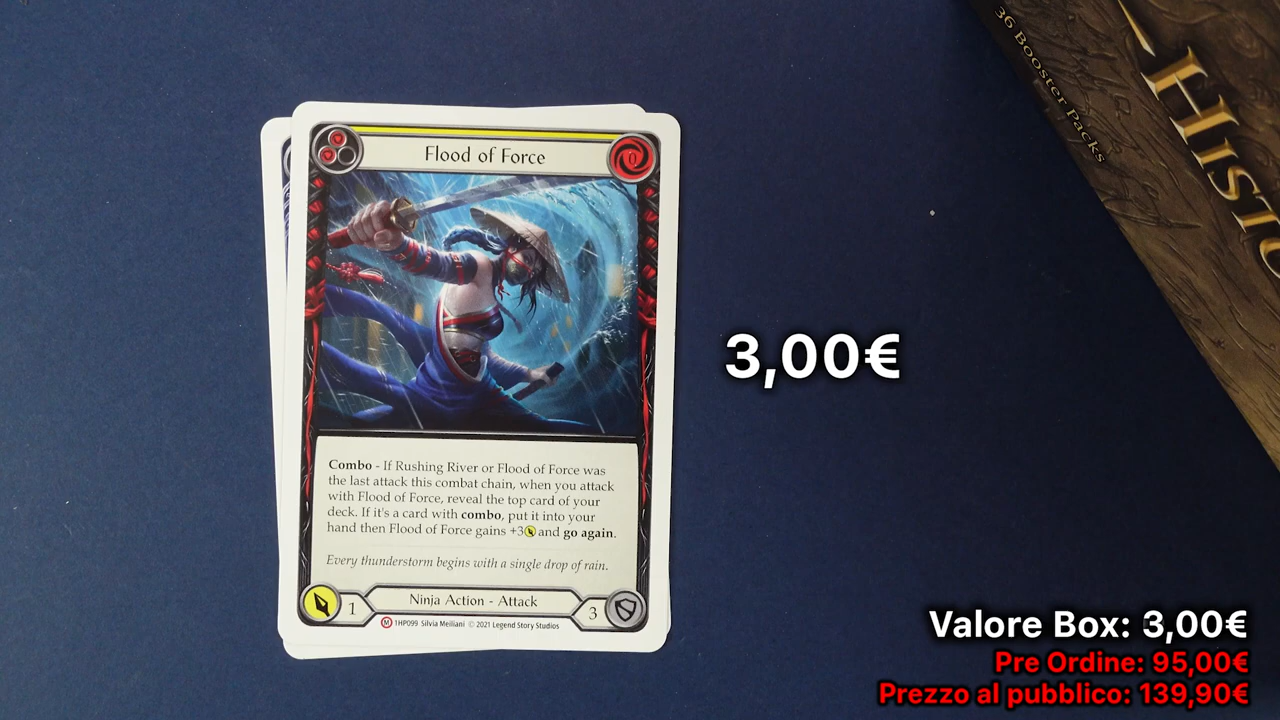 36 Booster Packs
HISTO
Flood of Force
0
Combo - If Rushing River or Flood of Force was
the last attack this combat chain, when you attack
with Flood of Force, reveal the top card of your
deck. If it's a card with combo, put it into your
hand then Flood of Force gains +3 and go again.
Every thunderstorm begins with a single drop of rain.
1
Ninja Action - Attack
3
M 1HP099 Silvia Meiliani © 2021 Legend Story Studios
3,00€
Valore Box: 3,00€
Pre Ordine: 95,00€
Prezzo al pubblico: 139,90€